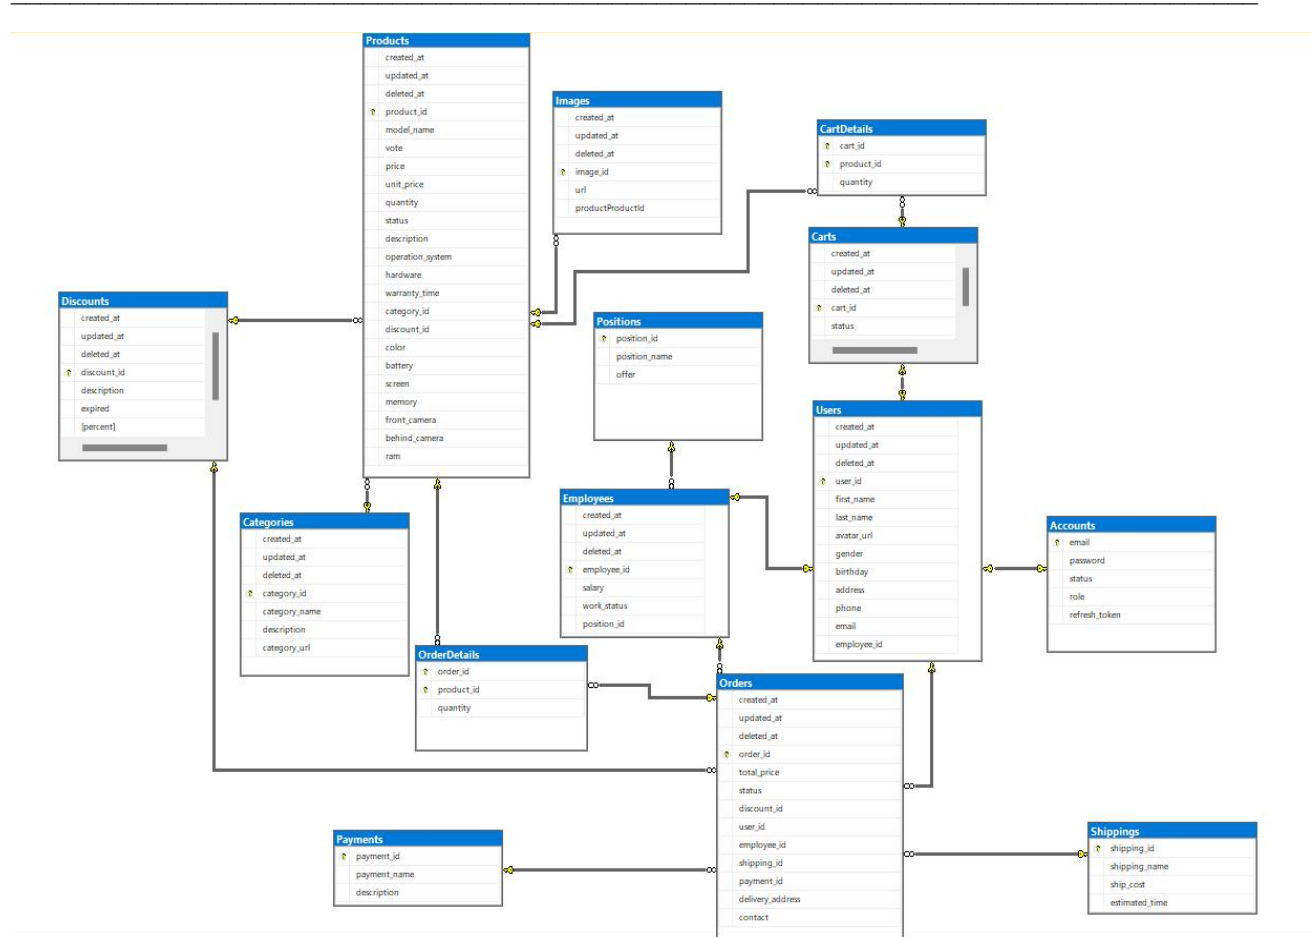 Products
created_at
updated_at
deleted_at
product_id
model_name
vote
price
unit_price
quantity
status
description
operation_system
hardware
warranty_time
category_id
discount_id
color
battery
screen
memory
front_camera
behind_camera
ram
Images
created_at
updated_at
deleted_at
image_id
url
productProductId
CartDetails
cart_id
product_id
quantity
Carts
created_at
updated_at
deleted_at
cart_id
status
Discounts
created_at
updated_at
deleted_at
discount_id
description
expired
[percent]
Positions
position_id
position_name
offer
Users
created_at
updated_at
deleted_at
user_id
first_name
last_name
avatar_url
gender
birthday
address
phone
email
employee_id
Employees
created_at
updated_at
deleted_at
employee_id
salary
work_status
position_id
Accounts
email
password
status
role
refresh_token
Categories
created_at
updated_at
deleted_at
category_id
category_name
description
category_url
OrderDetails
order_id
product_id
quantity
Orders
created_at
updated_at
deleted_at
order_id
total_price
status
discount_id
user_id
employee_id
shipping_id
payment_id
delivery_address
contact
Payments
payment_id
payment_name
description
Shippings
shipping_id
shipping_name
ship_cost
estimated_time